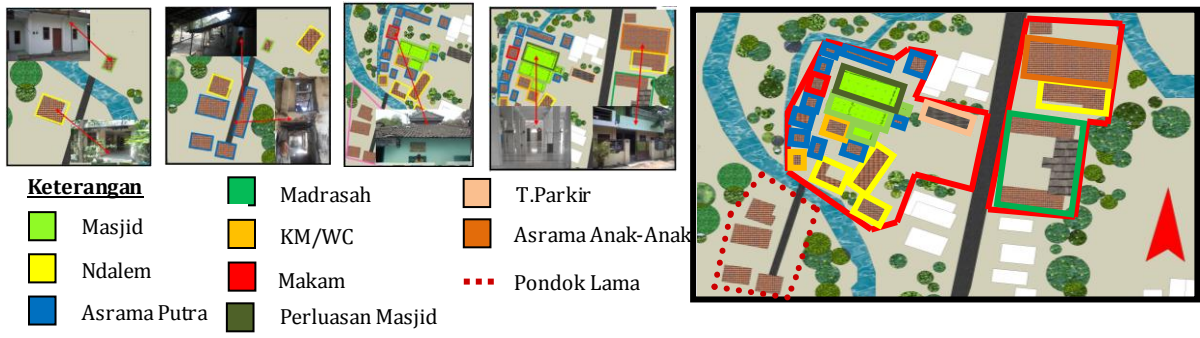 Keterangan
Masjid
Ndalem
Asrama Putra
Madrasah
KM/WC
Makam
Perluasan Masjid
T.Parkir
Asrama Anak-Anak
Pondok Lama